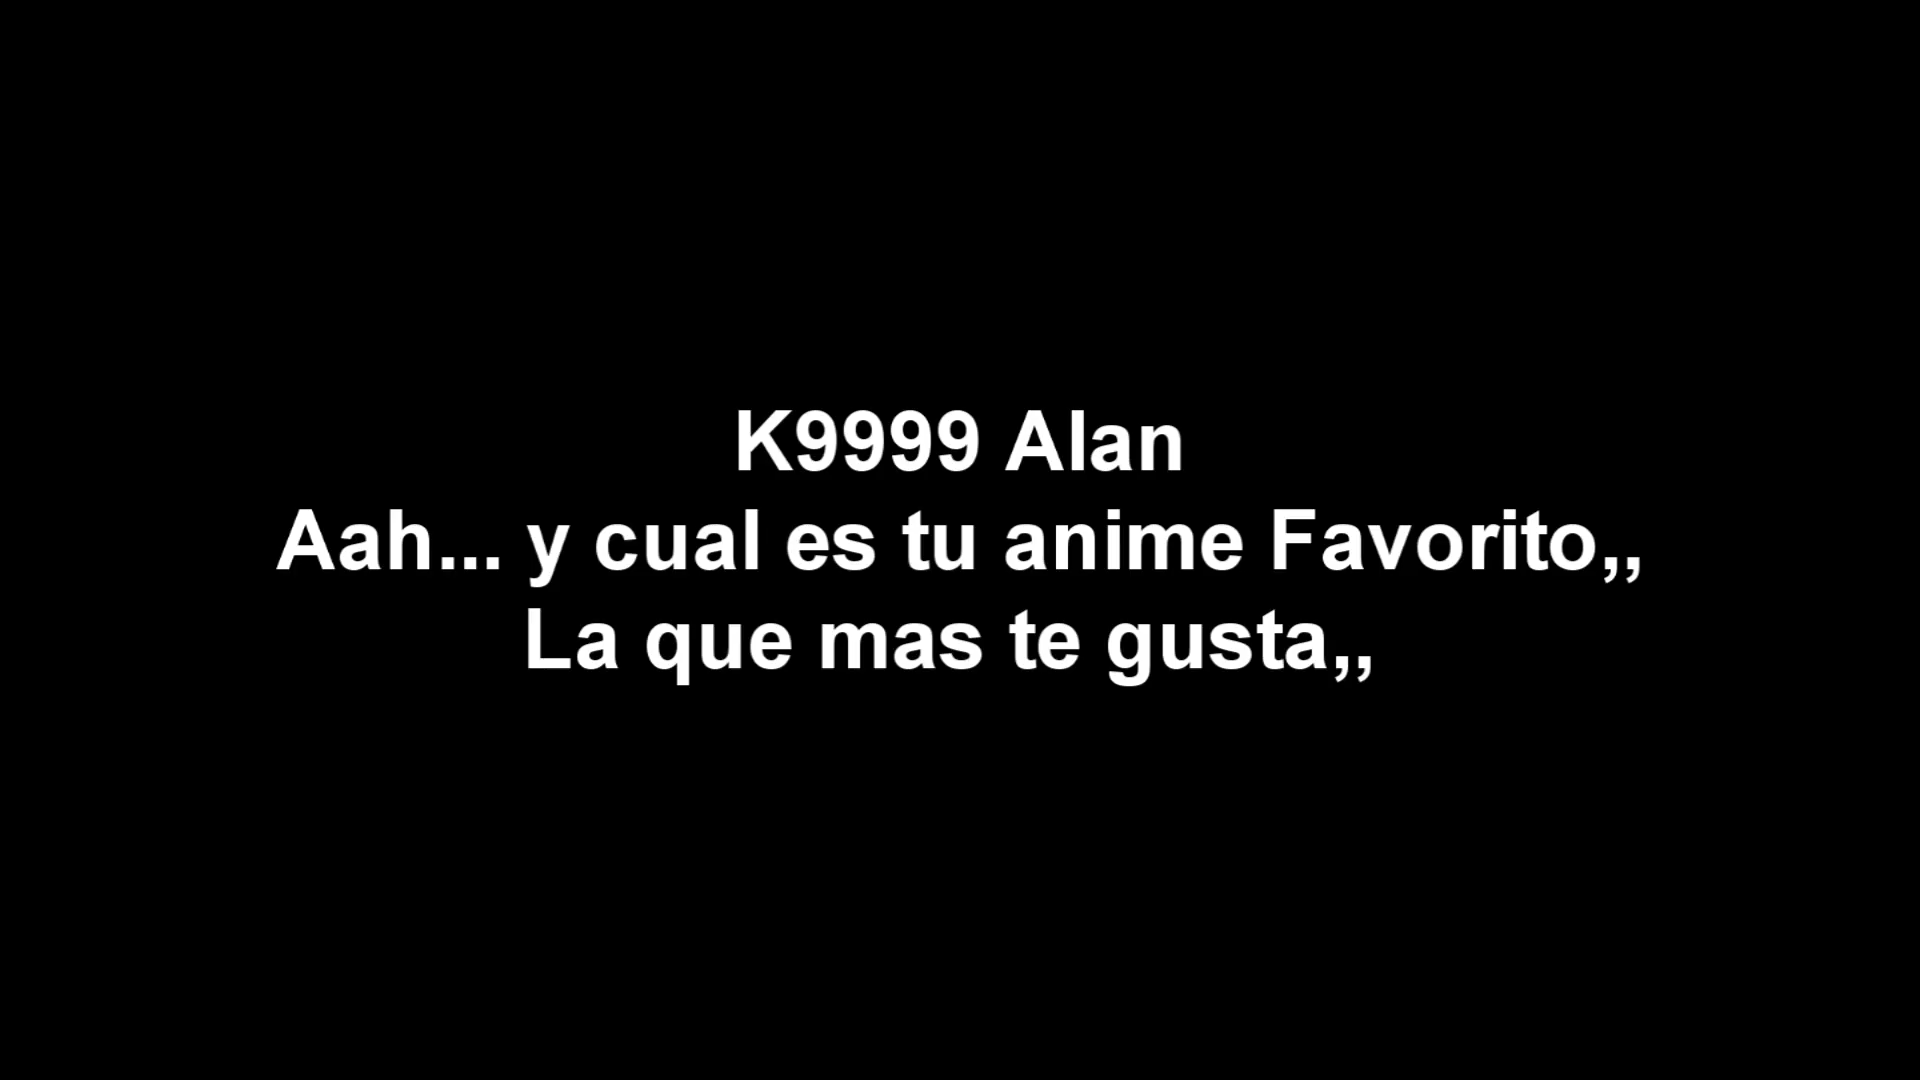 K9999 Alan
Aah... y cual es tu anime Favorito,,
La que mas te gusta,,